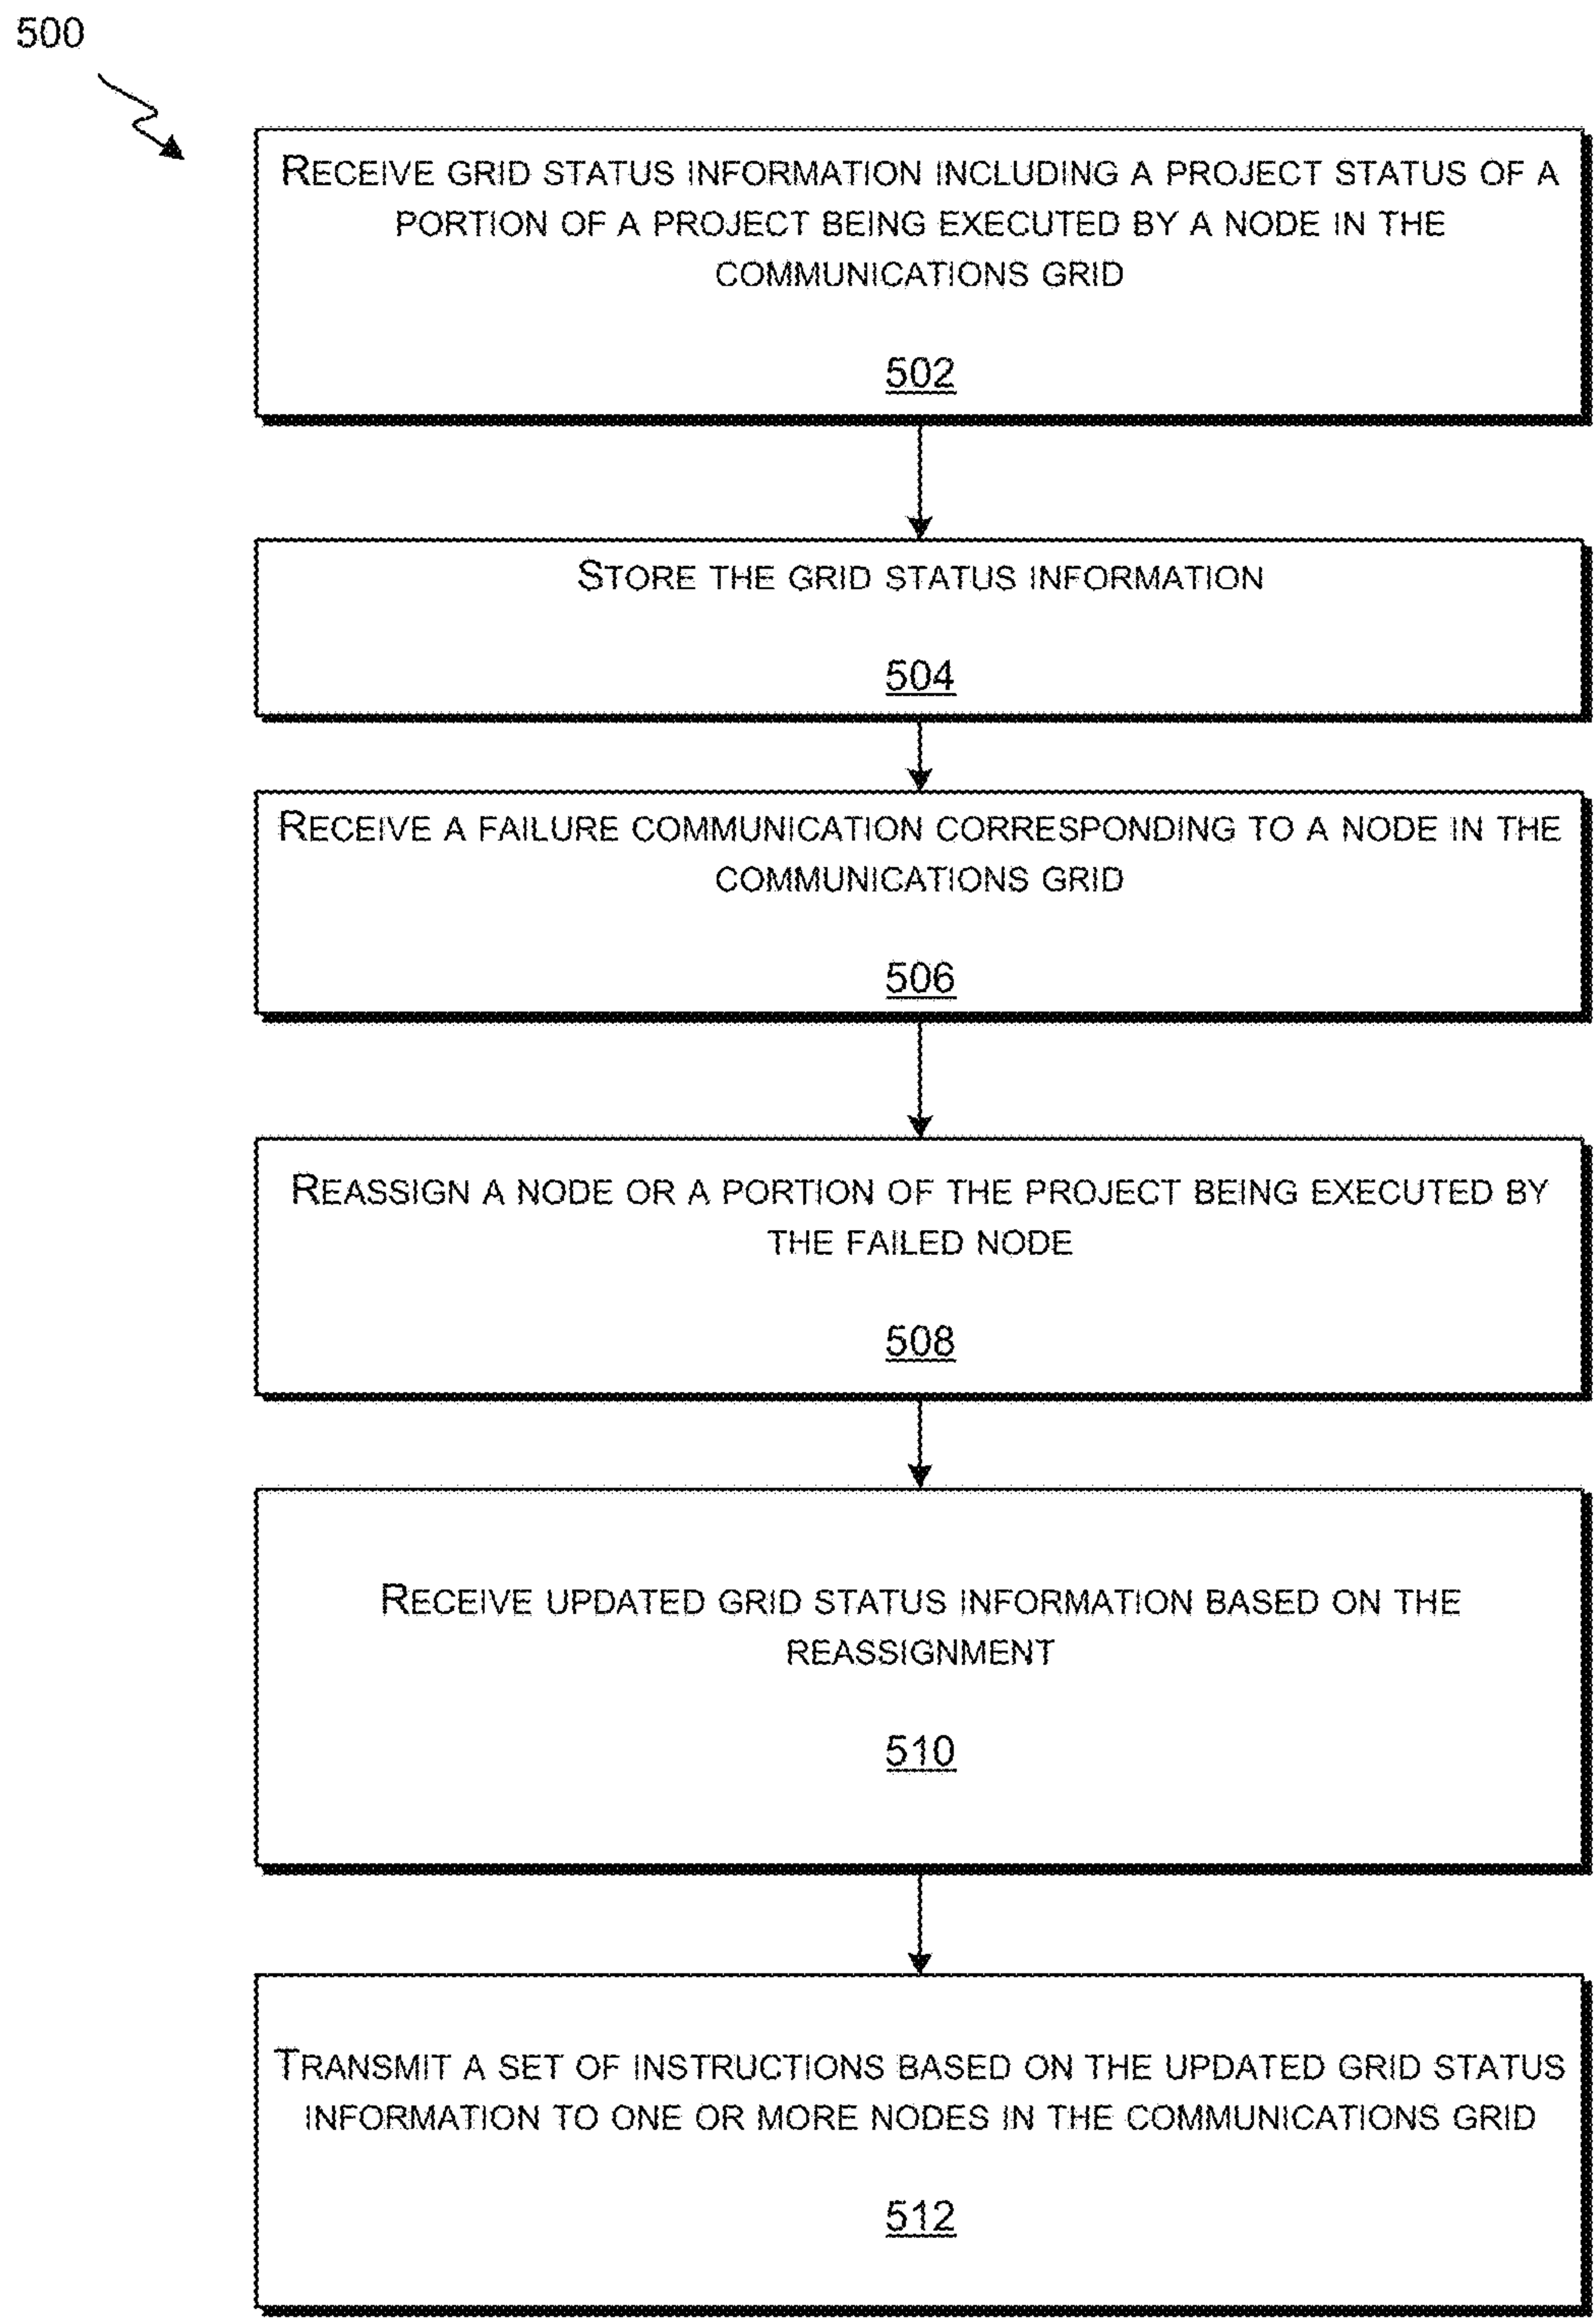 500
RECEIVE GRID STATUS INFORMATION INCLUDING A PROJECT STATUS OF A
PORTION OF A PROJECT BEING EXECUTED BY A NODE IN THE
COMMUNICATIONS GRID
502
STORE THE GRID STATUS INFORMATION
504
RECEIVE A FAILURE COMMUNICATION CORRESPONDING TO A NODE IN THE
COMMUNICATIONS GRID
506
REASSIGN A NODE OR A PORTION OF THE PROJECT BEING EXECUTED BY
THE FAILED NODE
508
RECEIVE UPDATED GRID STATUS INFORMATION BASED ON THE
REASSIGNMENT
510
TRANSMIT A SET OF INSTRUCTIONS BASED ON THE UPDATED GRID STATUS
INFORMATION TO ONE OR MORE NODES IN THE COMMUNICATIONS GRID
512